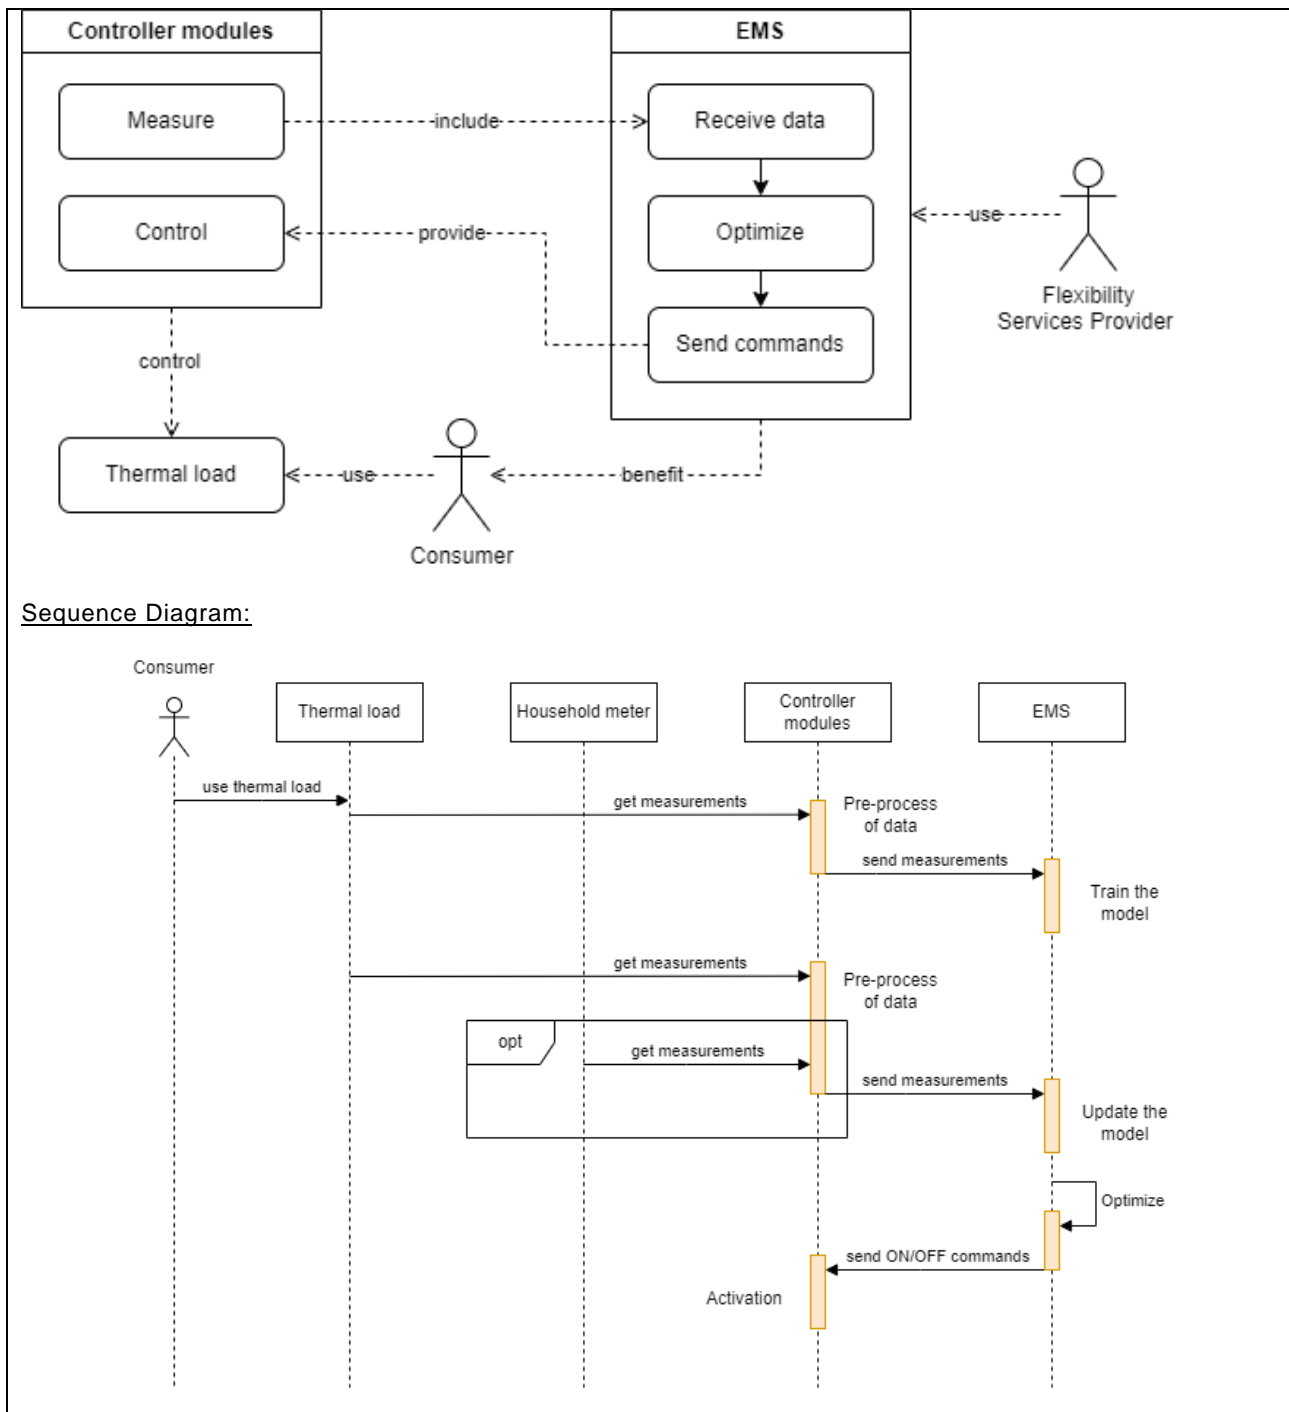 Controller modules
EMS
Measure
include
Receive data
Control
provide
Optimize
use
Flexibility
Services Provider
Send commands
control
Thermal load
use
benefit
Consumer
Sequence Diagram:
Consumer
Thermal load
Household meter
Controller
modules
EMS
use thermal load
get measurements
Pre-process
of data
send measurements
Train the
model
get measurements
Pre-process
of data
opt
get measurements
send measurements
Update the
model
Optimize
send ON/OFF commands
Activation